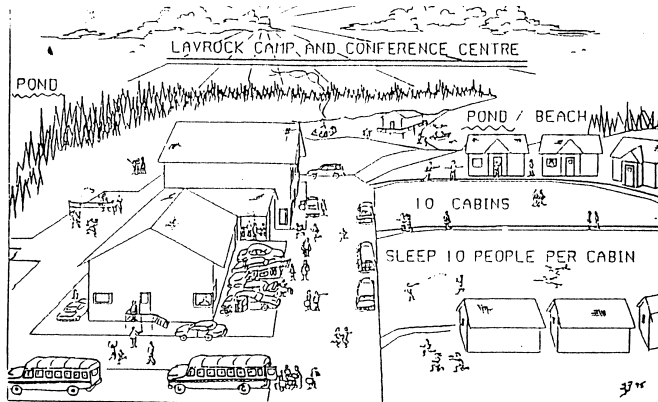 LAVROCK CAMP AND CONFERENCE CENTRE
POND
POND / BEACH
10 CABINS
SLEEP 10 PEOPLE PER CABIN